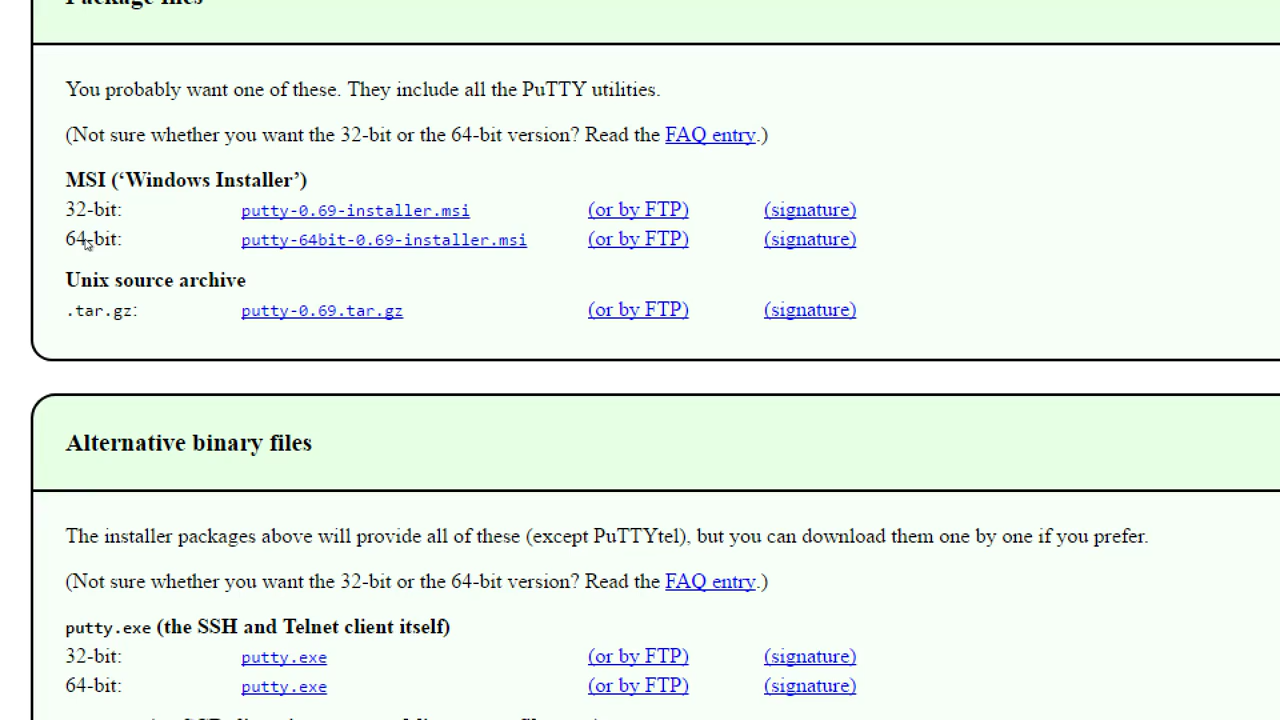 Package files
You probably want one of these. They include all the PuTTY utilities.
(Not sure whether you want the 32-bit or the 64-bit version? Read the FAQ entry.)
MSI (‘Windows Installer’)
32-bit: putty-0.69-installer.msi (or by FTP) (signature)
64-bit: putty-64bit-0.69-installer.msi (or by FTP) (signature)
Unix source archive
.tar.gz: putty-0.69.tar.gz (or by FTP) (signature)
Alternative binary files
The installer packages above will provide all of these (except PuTTYtel), but you can download them one by one if you prefer.
(Not sure whether you want the 32-bit or the 64-bit version? Read the FAQ entry.)
putty.exe (the SSH and Telnet client itself)
32-bit: putty.exe (or by FTP) (signature)
64-bit: putty.exe (or by FTP) (signature)